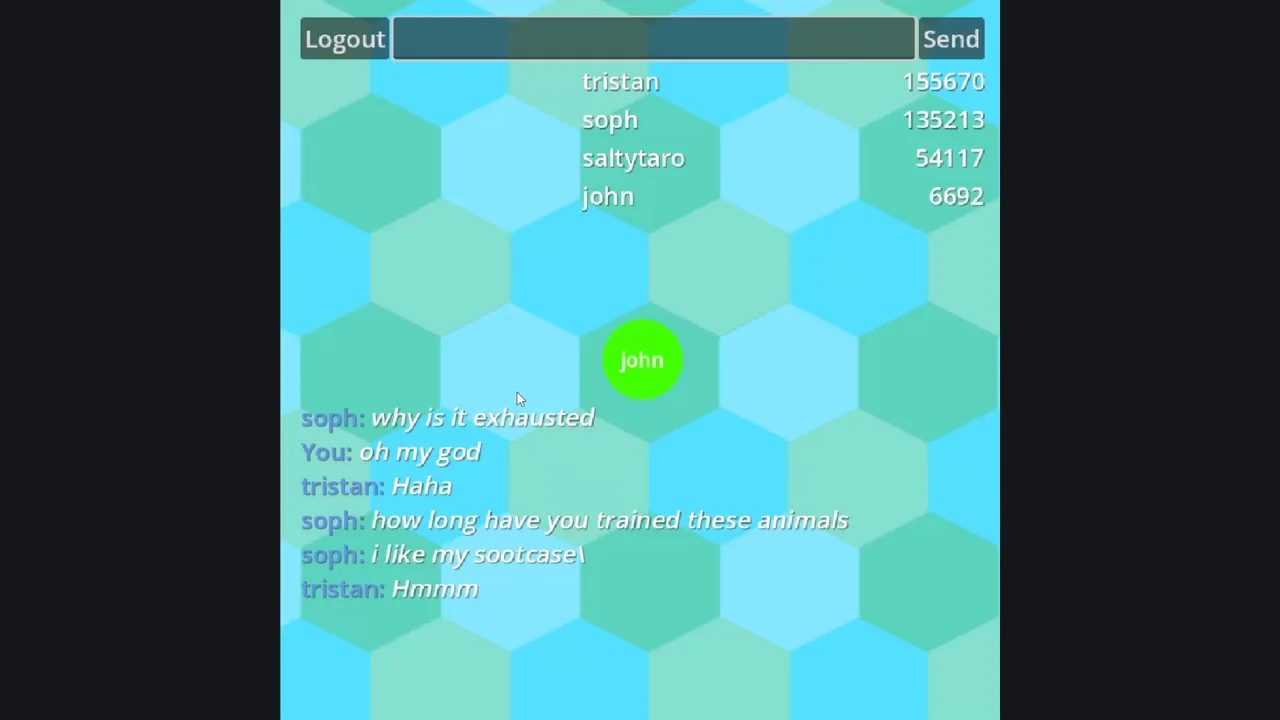 Logout Send
tristan 155670
soph 135213
saltytaro 54117
john 6692
john
soph: why is it exhausted
You: oh my god
tristan: Haha
soph: how long have you trained these animals
soph: i like my sootcase\
tristan: Hmmm